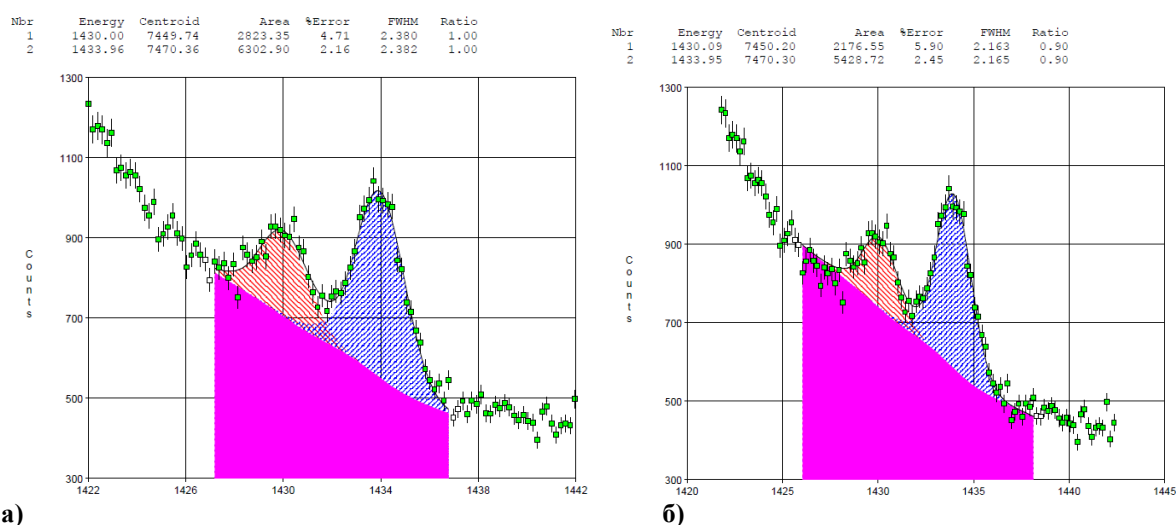 Nbr Energy Centroid Area %Error FWHM Ratio
1 1430.00 7449.74 2823.35 4.71 2.380 1.00
2 1433.96 7470.36 6302.90 2.16 2.382 1.00
1300
1100
900
700
500
300
Counts
1422 1426 1430 1434 1438 1442
а)
Nbr Energy Centroid Area %Error FWHM Ratio
1 1430.09 7450.20 2176.55 5.90 2.163 0.90
2 1433.95 7470.30 5428.72 2.45 2.165 0.90
1300
1100
900
700
500
300
Counts
1420 1425 1430 1435 1440 1445
б)